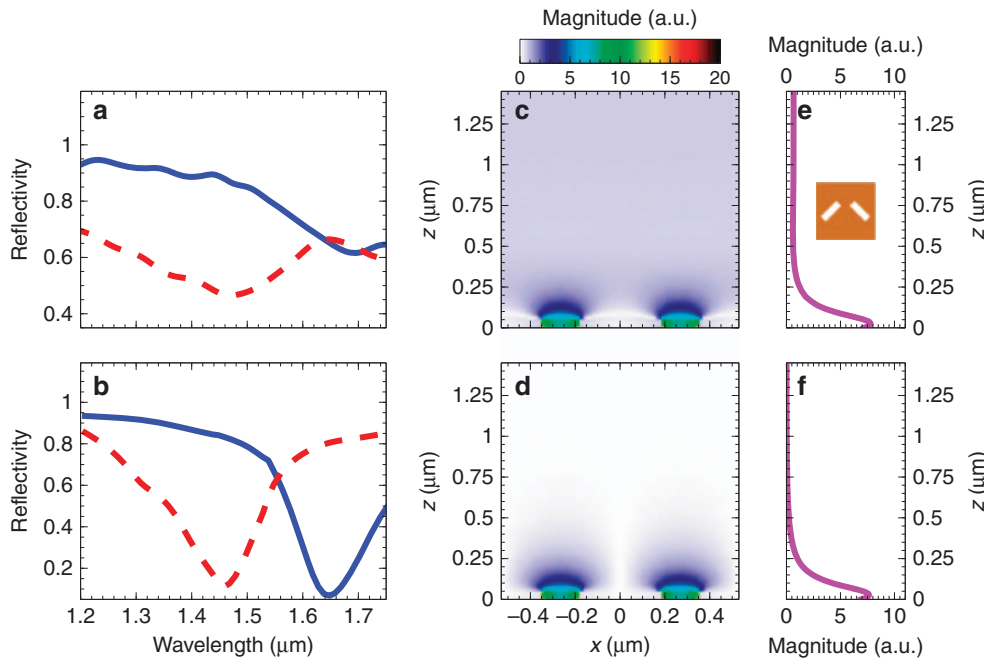 Magnitude (a.u.)
0 5 10 15 20
Magnitude (a.u.)
0 5 10
a
Reflectivity
1
0.8
0.6
0.4
c
z (μm)
1.25
1
0.75
0.5
0.25
0
e
1.25
1
0.75
0.5
0.25
0
z (μm)
b
Reflectivity
1
0.8
0.6
0.4
0.2
1.2 1.3 1.4 1.5 1.6 1.7
Wavelength (μm)
d
z (μm)
1.25
1
0.75
0.5
0.25
0
−0.4 −0.2 0 0.2 0.4
x (μm)
f
1.25
1
0.75
0.5
0.25
0
z (μm)
0 5 10
Magnitude (a.u.)